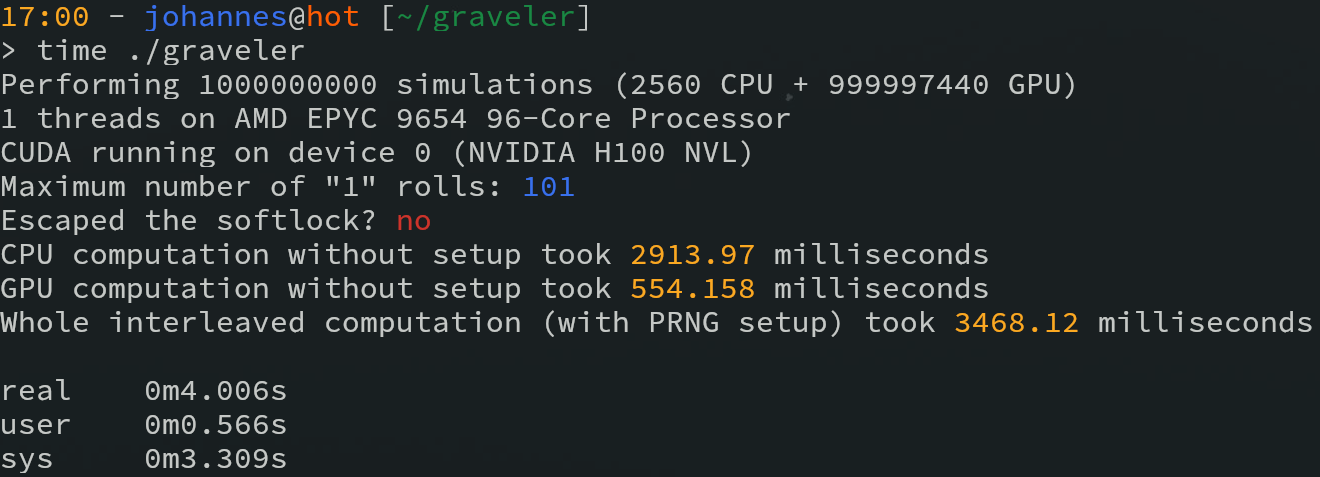 17:00 - johannes@hot [~/graveler]
> time ./graveler
Performing 1000000000 simulations (2560 CPU + 999997440 GPU)
1 threads on AMD EPYC 9654 96-Core Processor
CUDA running on device 0 (NVIDIA H100 NVL)
Maximum number of "1" rolls: 101
Escaped the softlock? no
CPU computation without setup took 2913.97 milliseconds
GPU computation without setup took 554.158 milliseconds
Whole interleaved computation (with PRNG setup) took 3468.12 milliseconds
real    0m4.006s
user    0m0.566s
sys     0m3.309s